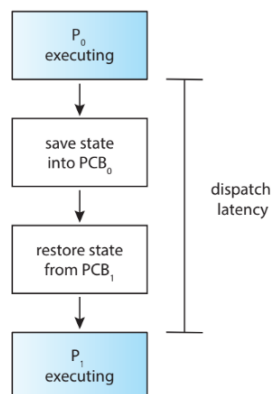 P₀
executing
save state
into PCB₀
dispatch
latency
restore state
from PCB₁
P₁
executing